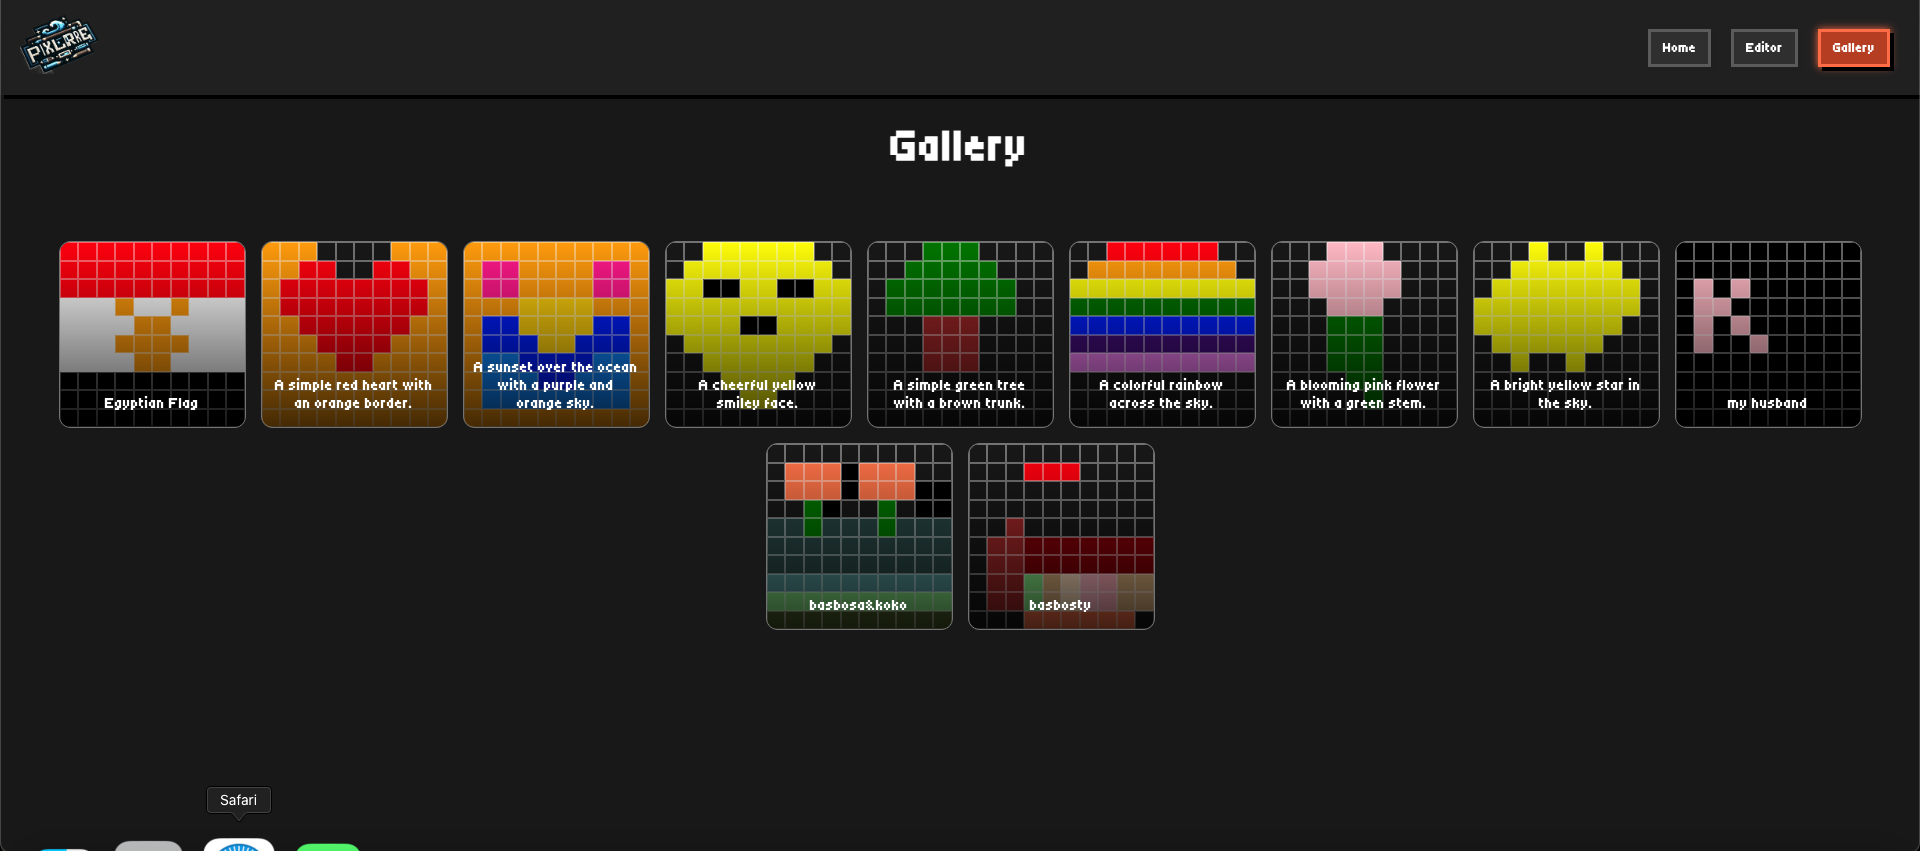 PIXLRRE
Home
Editor
Gallery
Gallery
Egyptian Flag
A simple red heart with
an orange border.
A sunset over the ocean
with a purple and
orange sky.
A cheerful yellow
smiley face.
A simple green tree
with a brown trunk.
A colorful rainbow
across the sky.
A blooming pink flower
with a green stem.
A bright yellow star in
the sky.
my husband
basbosa&koko
basbosty
Safari